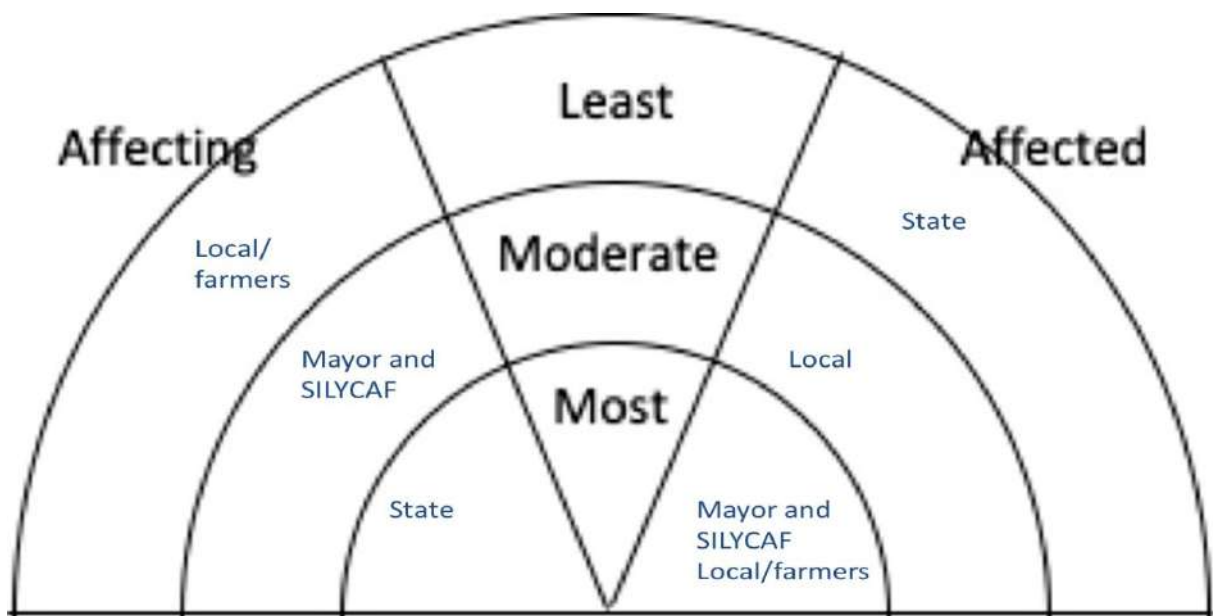 Least
Affecting
Affected
State
Local/
farmers
Moderate
Mayor and
SILYCAF
Local
Most
State
Mayor and
SILYCAF
Local/farmers